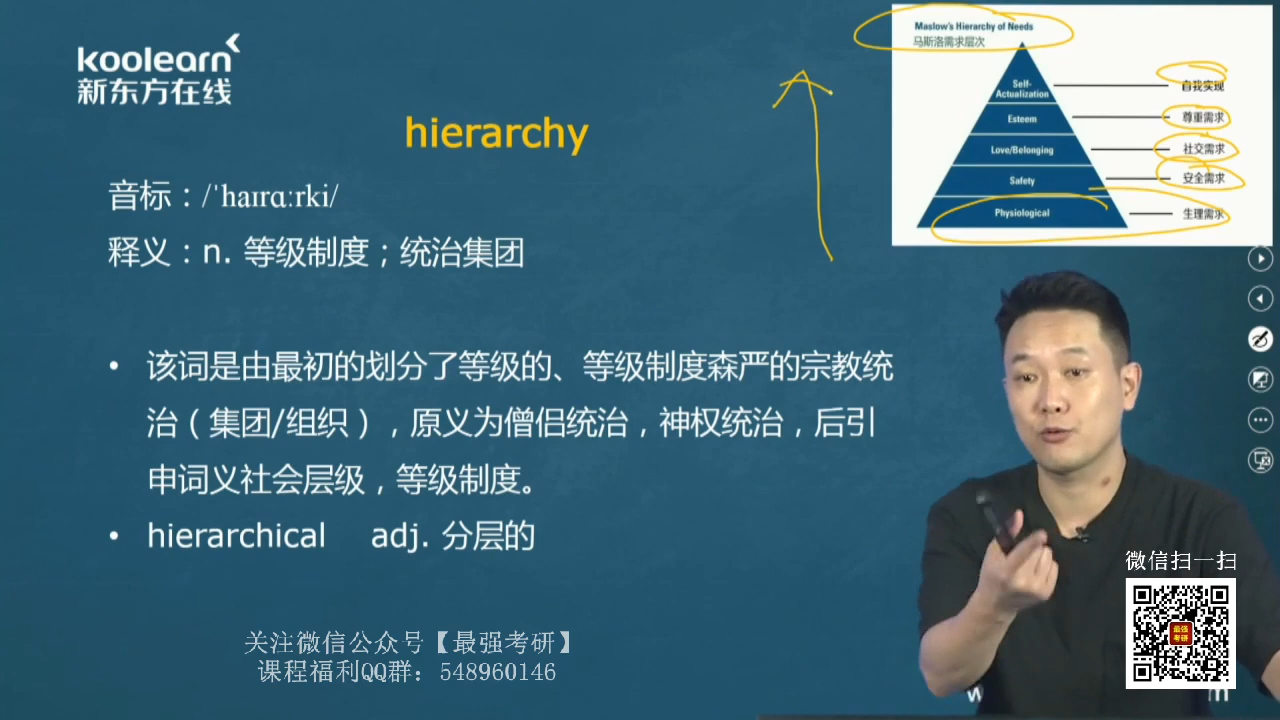 koolearn
新东方在线
Maslow's Hierarchy of Needs
马斯洛需求层次
Self-
Actualization
自我实现
Esteem
尊重需求
Love/Belonging
社交需求
Safety
安全需求
Physiological
生理需求
hierarchy
音标：/ˈhaɪrɑːrki/
释义：n. 等级制度；统治集团
• 该词是由最初的划分了等级的、等级制度森严的宗教统
治（集团/组织），原义为僧侣统治，神权统治，后引
申词义社会层级，等级制度。
• hierarchical adj. 分层的
微信扫一扫
最强
考研
关注微信公众号【最强考研】
课程福利QQ群：548960146